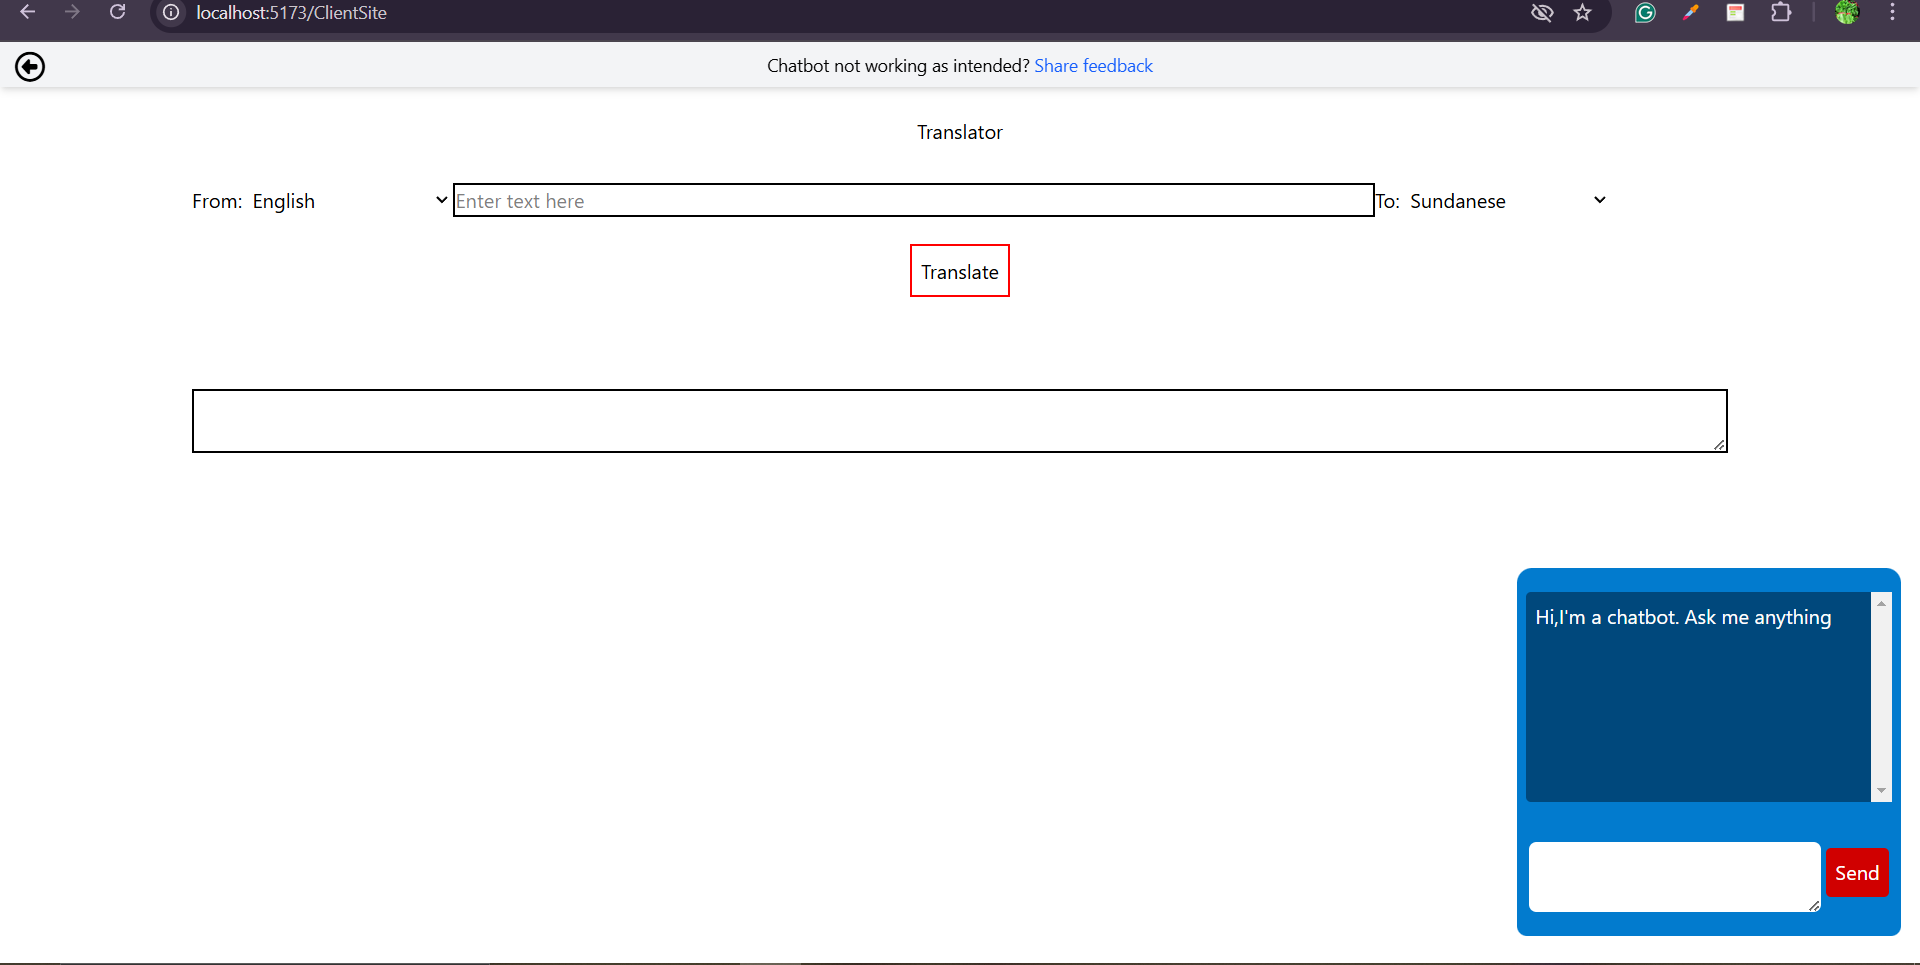 localhost:5173/ClientSite
Chatbot not working as intended? Share feedback
Translator
From: English Enter text here To: Sundanese
Translate
Hi,I'm a chatbot. Ask me anything
Send